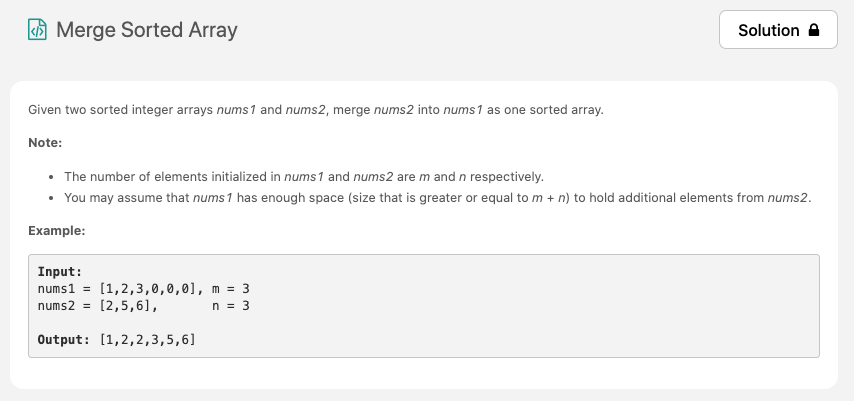 Merge Sorted Array
Solution
Given two sorted integer arrays nums1 and nums2, merge nums2 into nums1 as one sorted array.
Note:
• The number of elements initialized in nums1 and nums2 are m and n respectively.
• You may assume that nums1 has enough space (size that is greater or equal to m + n) to hold additional elements from nums2.
Example:
Input:
nums1 = [1,2,3,0,0,0], m = 3
nums2 = [2,5,6],       n = 3
Output: [1,2,2,3,5,6]